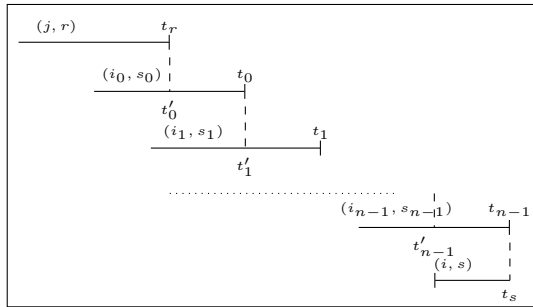 (j, r) t_r
(i_0, s_0) t_0
t'_0
(i_1, s_1) t_1
t'_1
(i_{n−1}, s_{n−1}) t_{n−1}
t'_{n−1}
(i, s)
t_s